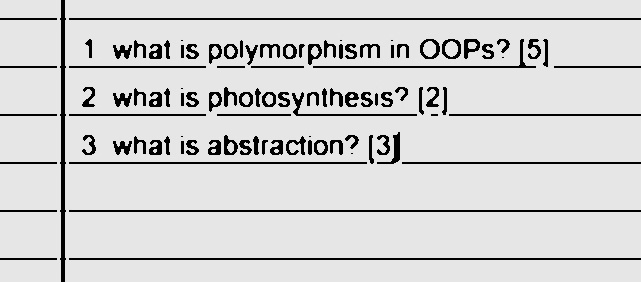 1 what is polymorphism in OOPs? [5]
2 what is photosynthesis? [2]
3 what is abstraction? [3]